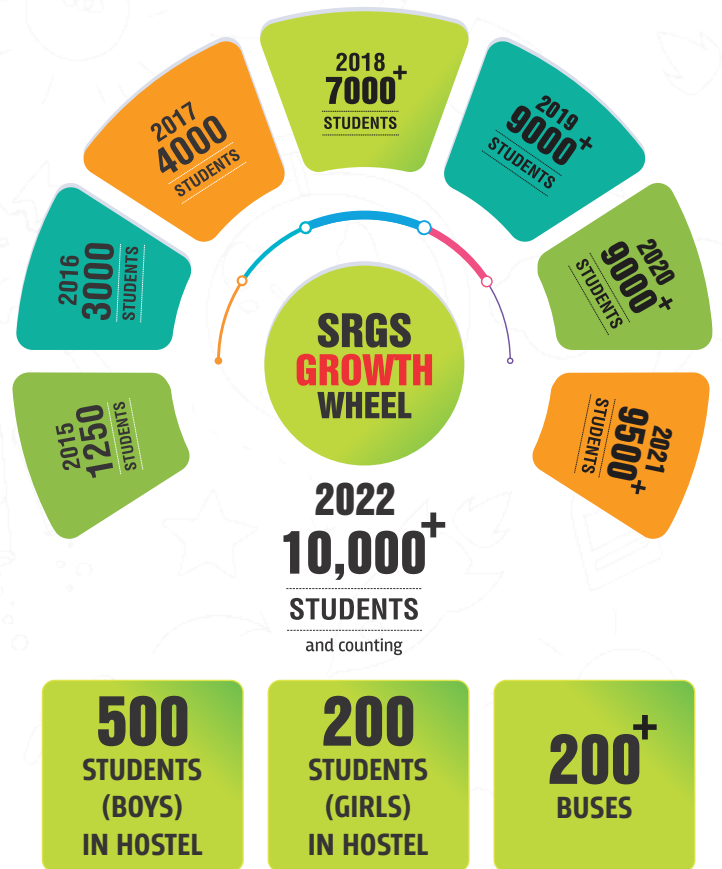 2015
1250
STUDENTS
2016
3000
STUDENTS
2017
4000
STUDENTS
2018
7000+
STUDENTS
2019
9000+
STUDENTS
2020
9000+
STUDENTS
2021
9500+
STUDENTS
SRGS
GROWTH
WHEEL
2022
10,000+
STUDENTS
and counting
500
STUDENTS
(BOYS)
IN HOSTEL
200
STUDENTS
(GIRLS)
IN HOSTEL
200+
BUSES